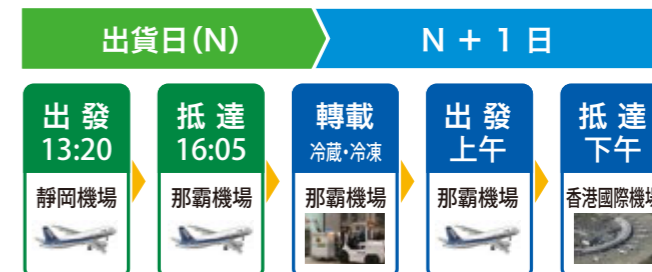 出貨日(N)
N + 1 日
出 發
13:20
靜岡機場
抵 達
16:05
那霸機場
轉載
冷蔵・冷凍
那霸機場
出 發
上午
那霸機場
抵 達
下午
香港國際機場